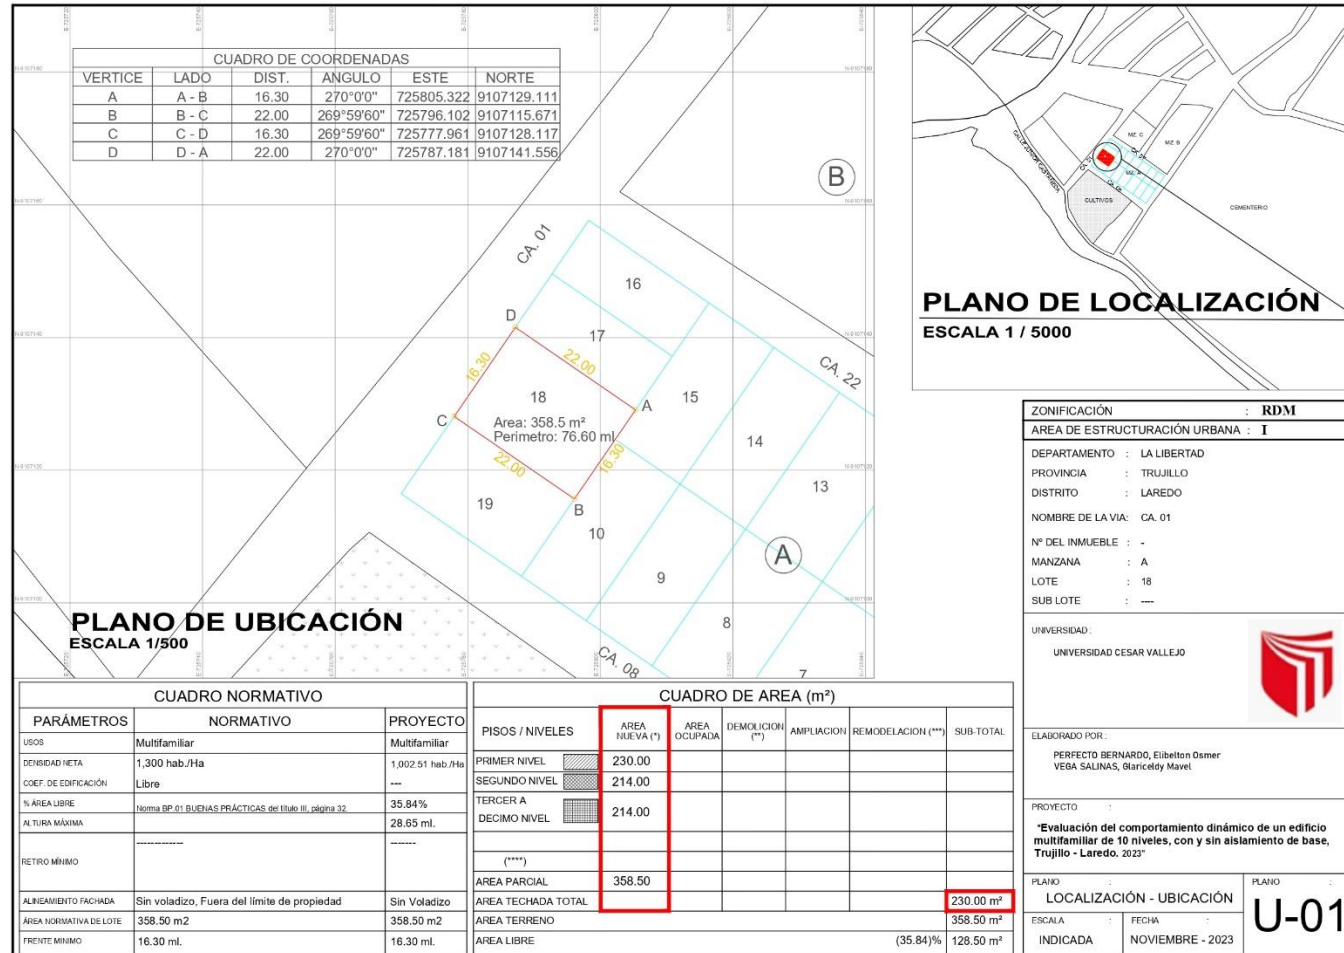 CUADRO DE COORDENADAS
VERTICE LADO DIST. ANGULO ESTE NORTE
A A - B 16.30 270°0'0" 725805.322 9107129.111
B B - C 22.00 269°59'60" 725796.102 9107115.671
C C - D 16.30 269°59'60" 725777.961 9107128.117
D D - A 22.00 270°0'0" 725787.181 9107141.556
B
CA. 01
16
D
17
22.00
16.30
CA. 22
18
A
15
C
Area: 358.5 m²
Perimetro: 76.60 ml
14
22.00
16.30
13
19
B
10
A
9
8
7
CA. 08
PLANO DE UBICACIÓN
ESCALA 1/500
MZ. C
MZ. B
CA. 01
CA. 22
MZ. A
CA. 08
CULTIVOS
CEMENTERIO
PLANO DE LOCALIZACIÓN
ESCALA 1 / 5000
ZONIFICACIÓN : RDM
AREA DE ESTRUCTURACIÓN URBANA : I
DEPARTAMENTO : LA LIBERTAD
PROVINCIA : TRUJILLO
DISTRITO : LAREDO
NOMBRE DE LA VIA: CA. 01
Nº DEL INMUEBLE : -
MANZANA : A
LOTE : 18
SUB LOTE : ----
UNIVERSIDAD :
UNIVERSIDAD CESAR VALLEJO
ELABORADO POR :
PERFECTO BERNARDO, Elibelton Osmer
VEGA SALINAS, Glariceldy Mavel
PROYECTO :
"Evaluación del comportamiento dinámico de un edificio
multifamiliar de 10 niveles, con y sin aislamiento de base,
Trujillo - Laredo. 2023"
PLANO :
LOCALIZACIÓN - UBICACIÓN
PLANO :
U-01
ESCALA : FECHA :
INDICADA NOVIEMBRE - 2023
CUADRO NORMATIVO
PARÁMETROS NORMATIVO PROYECTO
USOS Multifamiliar Multifamiliar
DENSIDAD NETA 1,300 hab./Ha 1,002.51 hab./Ha
COEF. DE EDIFICACIÓN Libre ---
% ÁREA LIBRE Norma BP.01 BUENAS PRÁCTICAS del título III, página 32. 35.84%
ALTURA MÁXIMA 28.65 ml.
RETIRO MÍNIMO ------------- -------
ALINEAMIENTO FACHADA Sin voladizo, Fuera del límite de propiedad Sin Voladizo
ÁREA NORMATIVA DE LOTE 358.50 m2 358.50 m2
FRENTE MINIMO 16.30 ml. 16.30 ml.
CUADRO DE AREA (m²)
PISOS / NIVELES AREA NUEVA (*) AREA OCUPADA DEMOLICION (**) AMPLIACION REMODELACION (***) SUB-TOTAL
PRIMER NIVEL 230.00
SEGUNDO NIVEL 214.00
TERCER A
DECIMO NIVEL 214.00
(****)
AREA PARCIAL 358.50
AREA TECHADA TOTAL 230.00 m²
AREA TERRENO 358.50 m²
AREA LIBRE (35.84)% 128.50 m²